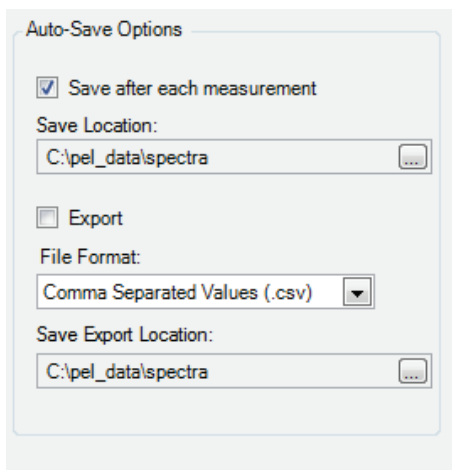 Auto-Save Options
Save after each measurement
Save Location:
C:\pel_data\spectra
...
Export
File Format:
Comma Separated Values (.csv)
Save Export Location:
C:\pel_data\spectra
...